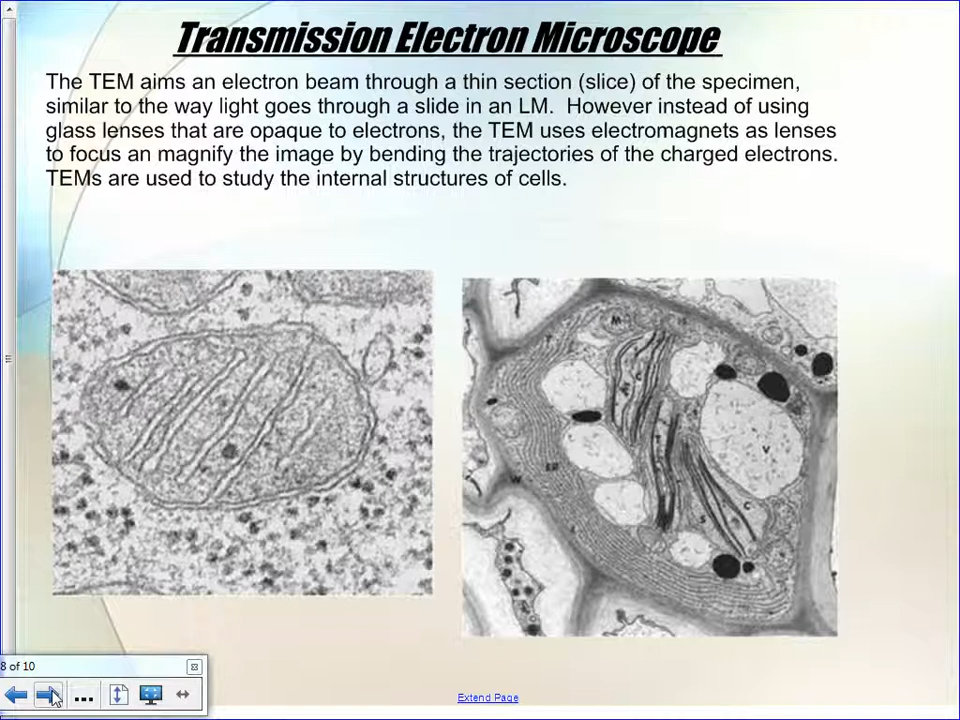 Transmission Electron Microscope
The TEM aims an electron beam through a thin section (slice) of the specimen,
similar to the way light goes through a slide in an LM.  However instead of using
glass lenses that are opaque to electrons, the TEM uses electromagnets as lenses
to focus an magnify the image by bending the trajectories of the charged electrons.
TEMs are used to study the internal structures of cells.
M
T
C
V
ER
W
C
S
L
8 of 10
...
Extend Page